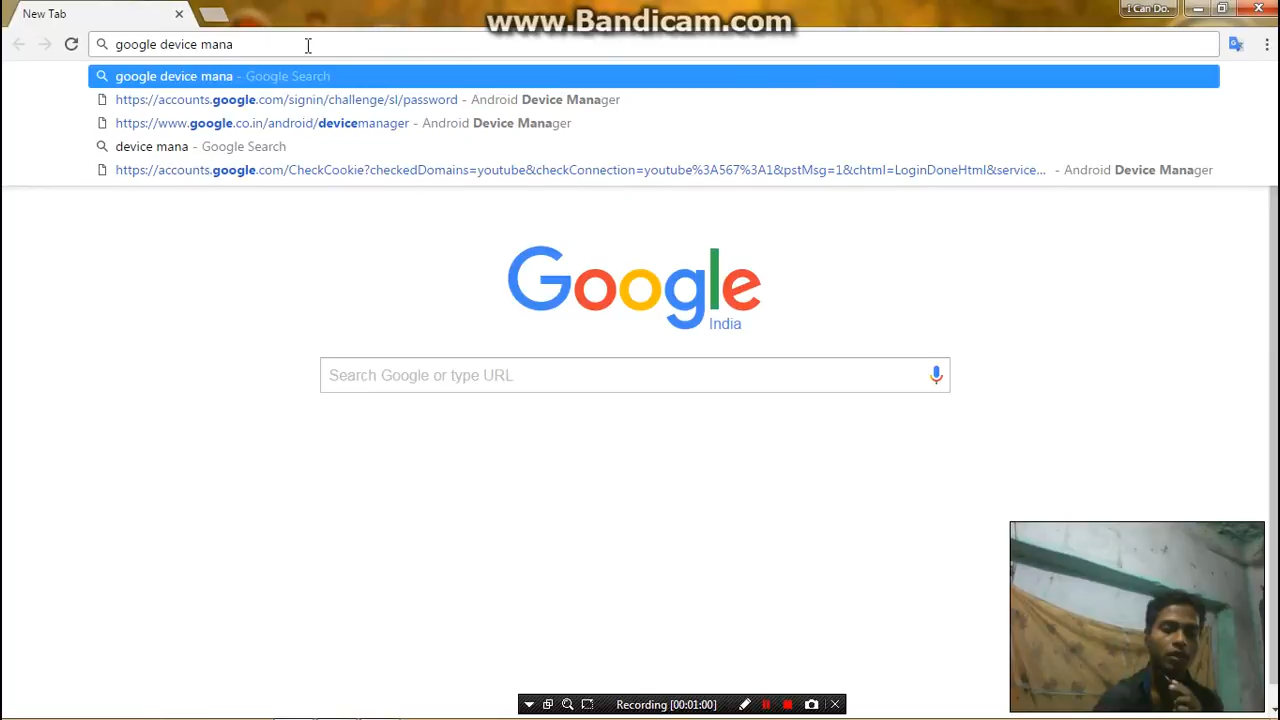 www.Bandicam.com
New Tab
I Can Do.
google device mana
google device mana - Google Search
https://accounts.google.com/signin/challenge/sl/password - Android Device Manager
https://www.google.co.in/android/devicemanager - Android Device Manager
device mana - Google Search
https://accounts.google.com/CheckCookie?checkedDomains=youtube&checkConnection=youtube%3A567%3A1&pstMsg=1&chtml=LoginDoneHtml&service... - Android Device Manager
Google
India
Search Google or type URL
Recording [00:01:00]